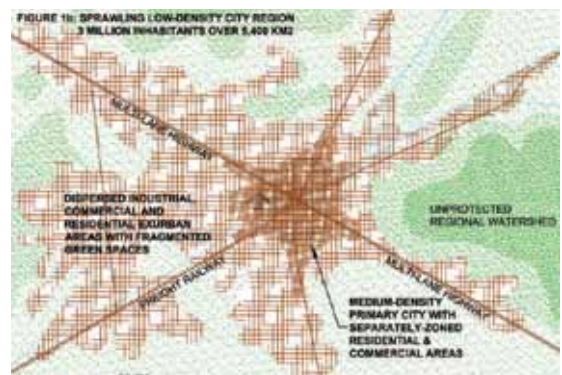 FIGURE 1b: SPRAWLING LOW-DENSITY CITY REGION
3 MILLION INHABITANTS OVER 5,400 KM2
MULTI-LANE HIGHWAY
DISPERSED INDUSTRIAL,
COMMERCIAL AND
RESIDENTIAL EXURBAN
AREAS WITH FRAGMENTED
GREEN SPACES
UNPROTECTED
REGIONAL WATERSHED
FREIGHT RAILWAY
MULTI-LANE HIGHWAY
MEDIUM-DENSITY
PRIMARY CITY WITH
SEPARATELY-ZONED
RESIDENTIAL &
COMMERCIAL AREAS